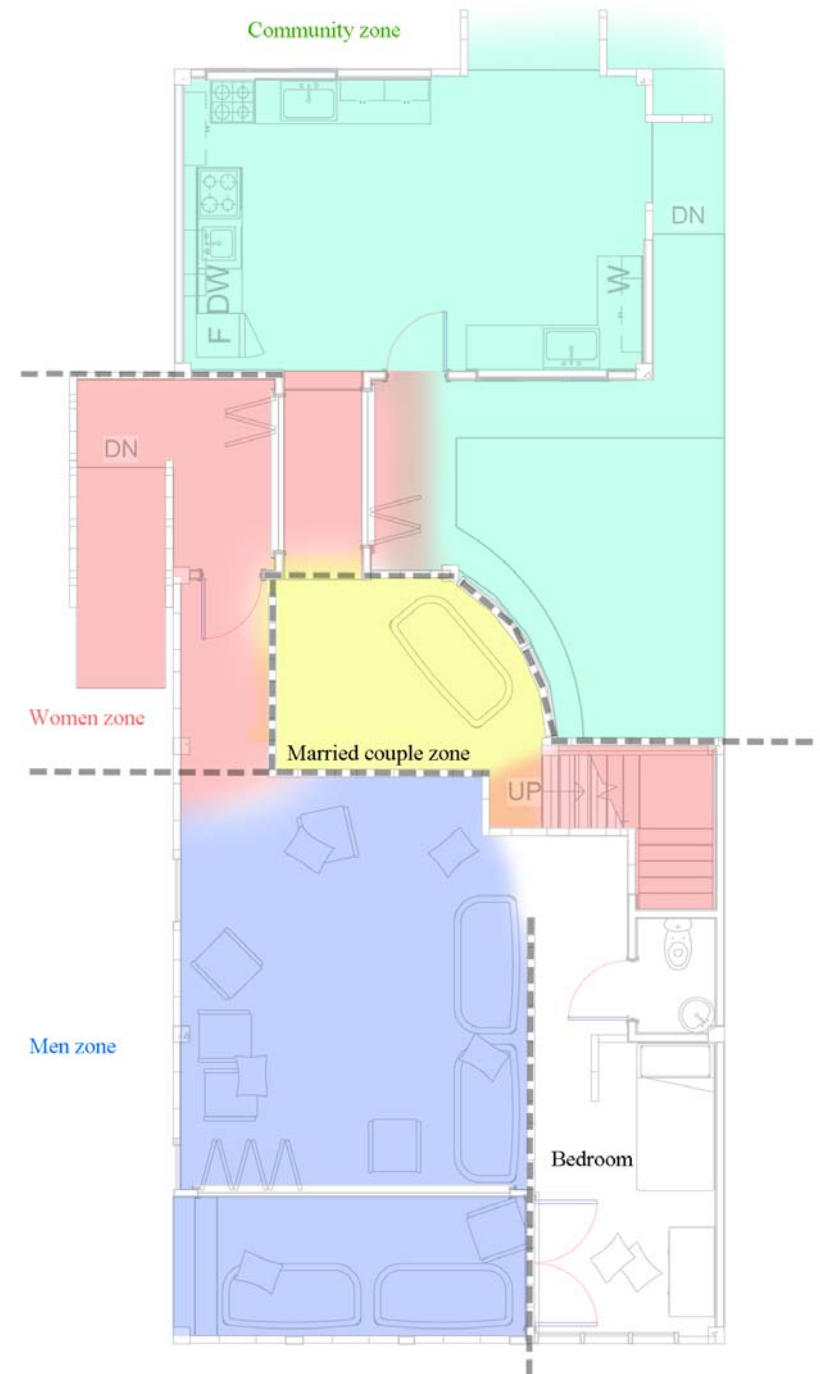 Community zone
DN
W
DW
F
DN
Women zone
Married couple zone
UP
Men zone
Bedroom